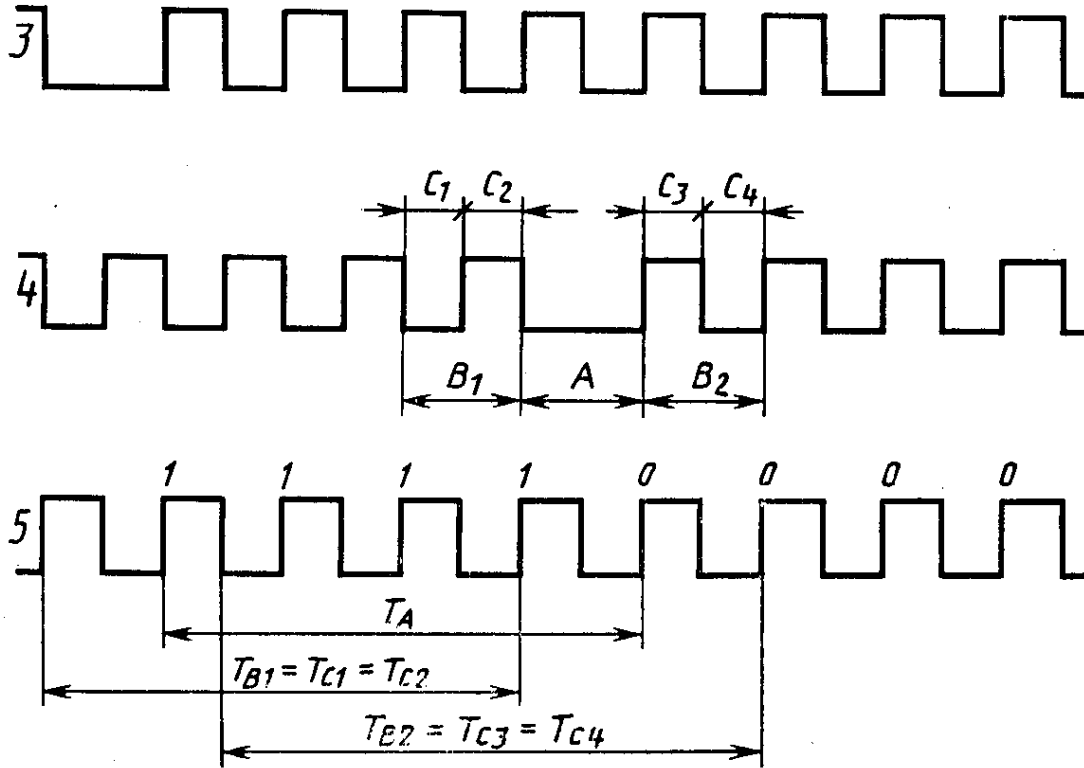 3
C1 C2 C3 C4
4
B1 A B2
1 1 1 1 0 0 0 0
5
TA
TB1 = TC1 = TC2
TB2 = TC3 = TC4